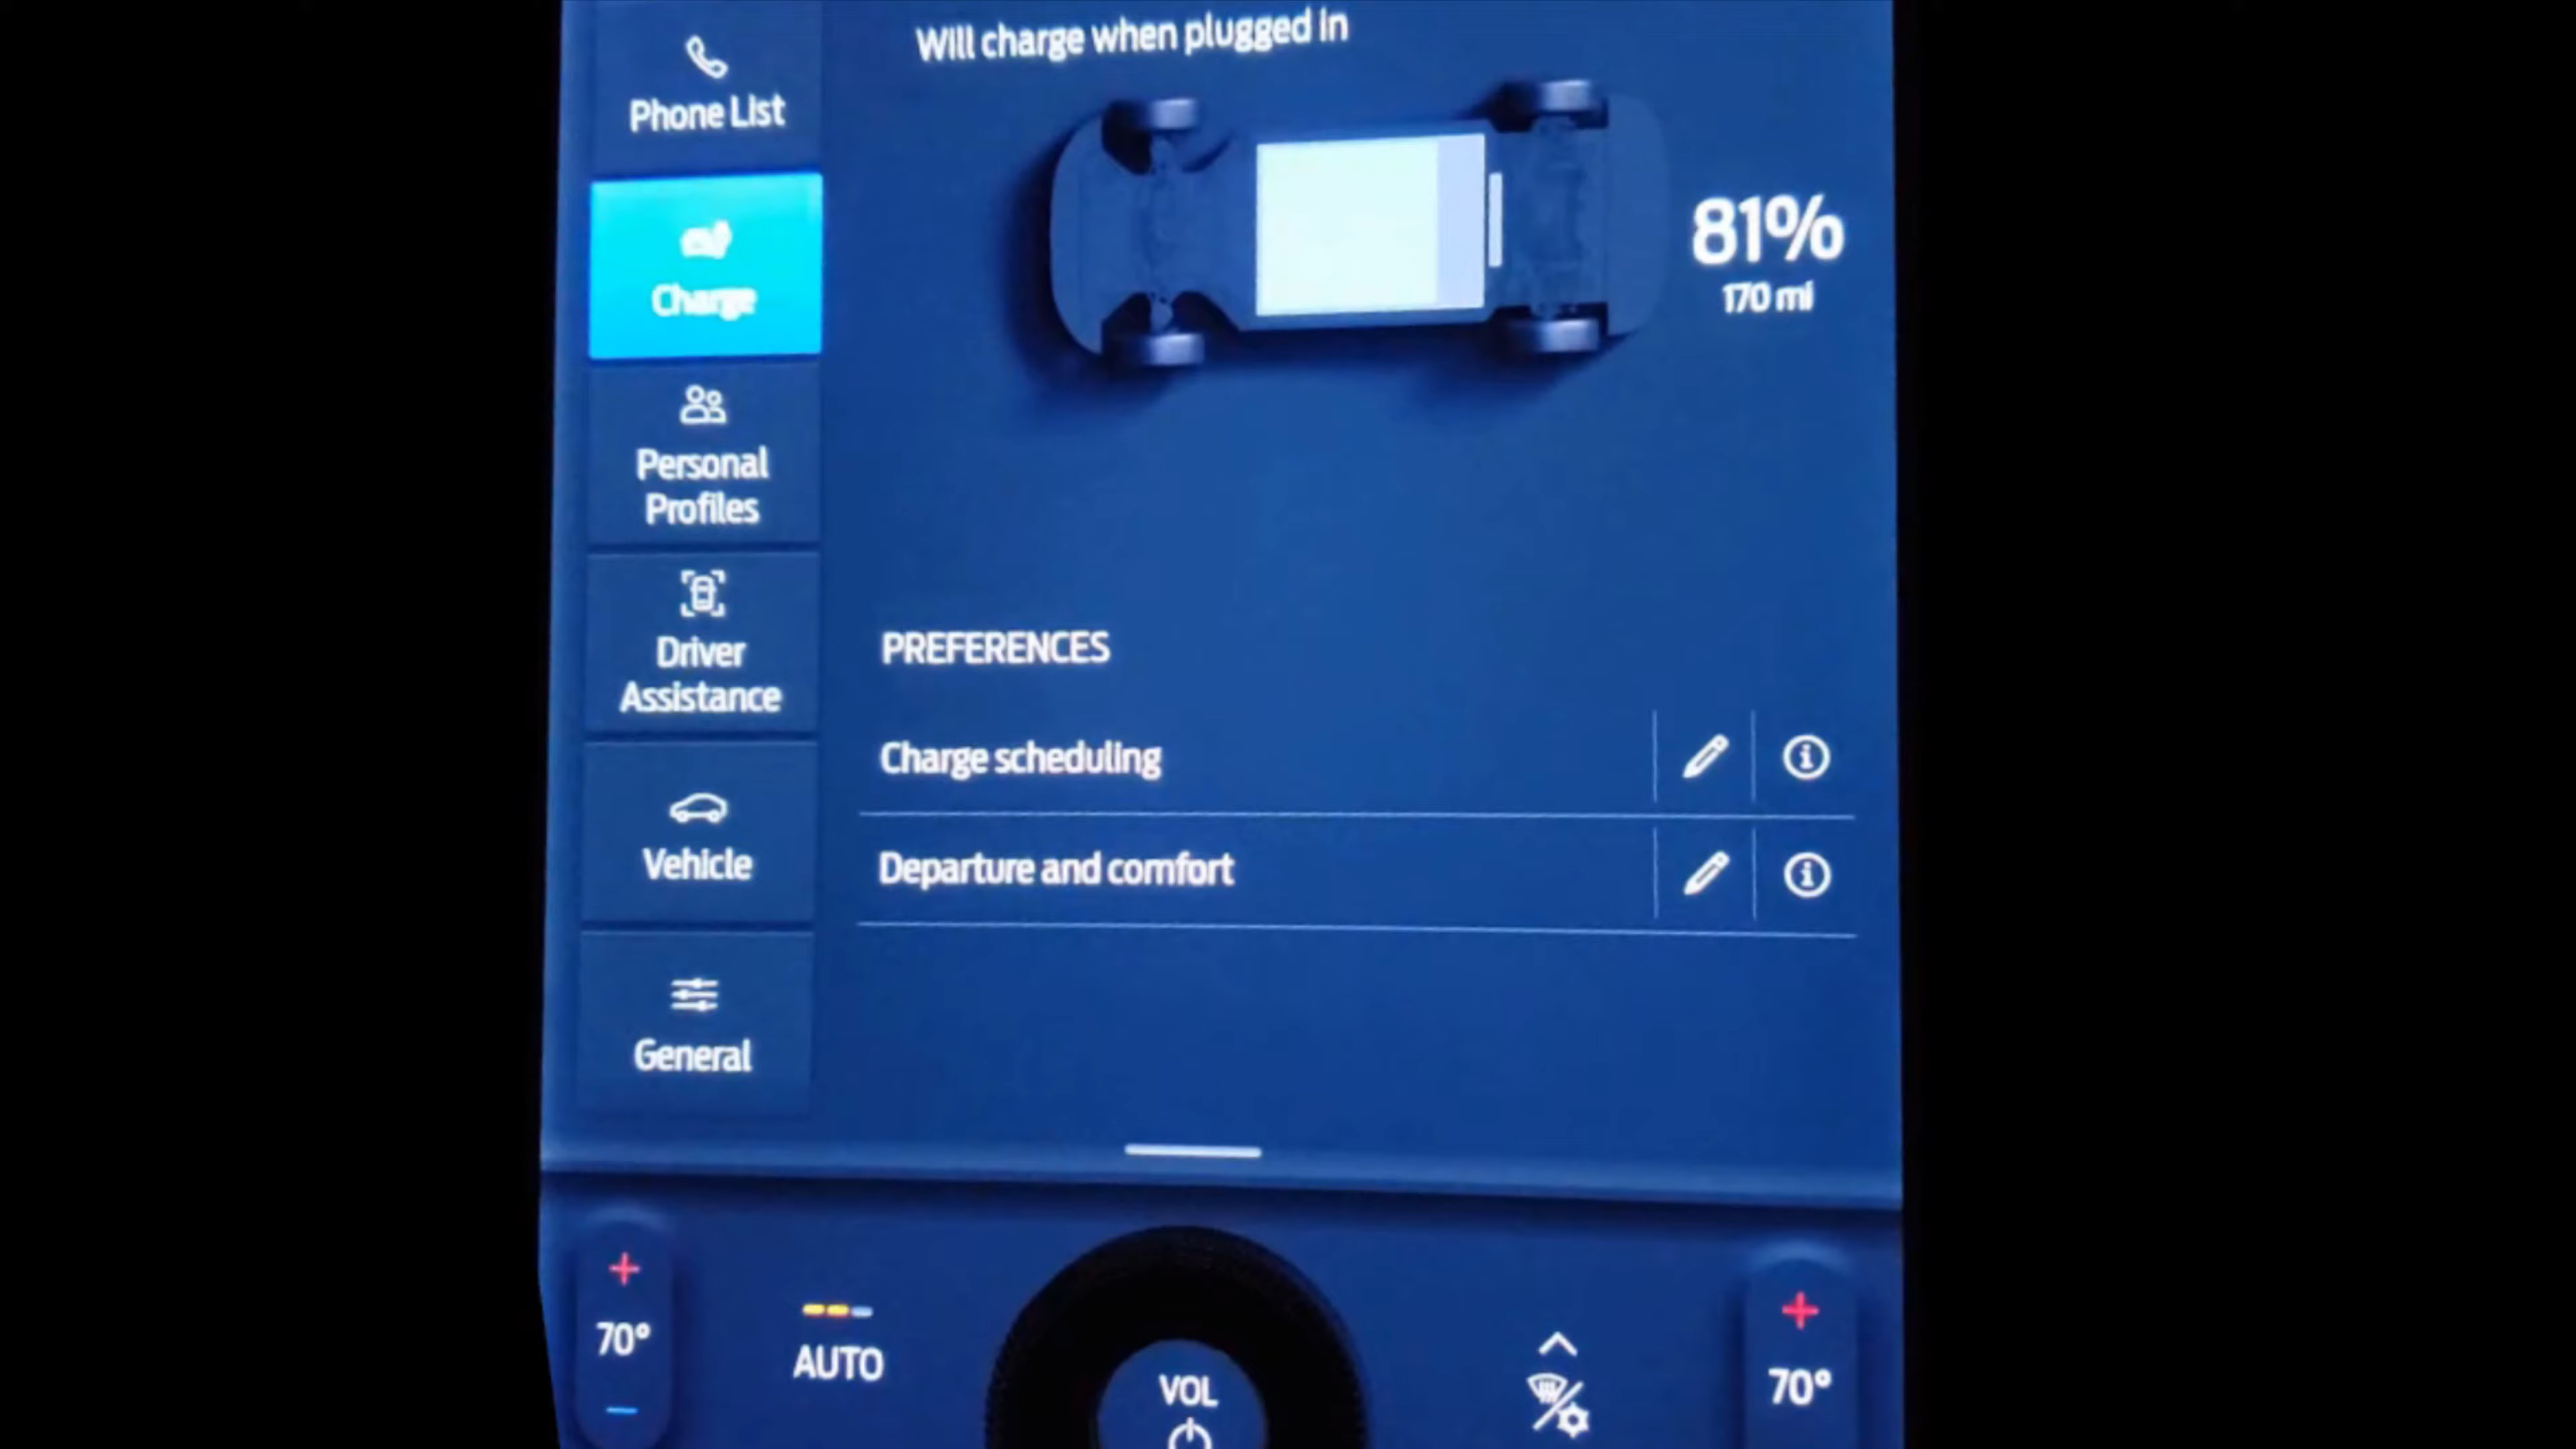 Will charge when plugged in
Phone List
81%
170 mi
Charge
Personal
Profiles
Driver
Assistance
PREFERENCES
Charge scheduling
Vehicle
Departure and comfort
General
70°
AUTO
VOL
70°